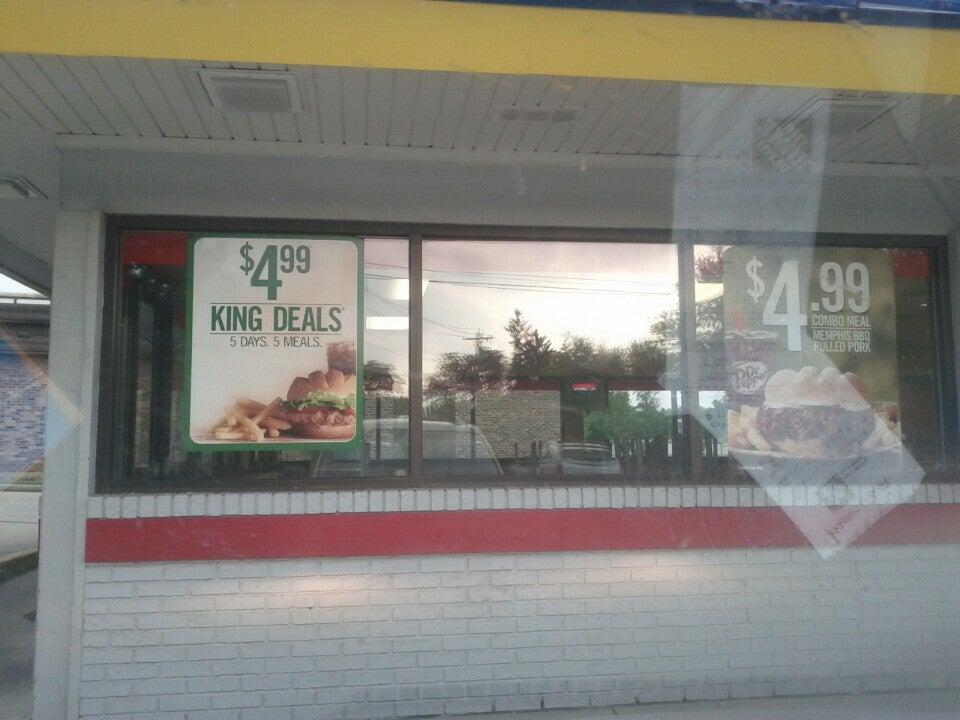 $4.99
KING DEALS
5 DAYS. 5 MEALS.
$4.99
COMBO MEAL
MEMPHIS BBQ
PULLED PORK
Dr Pepper